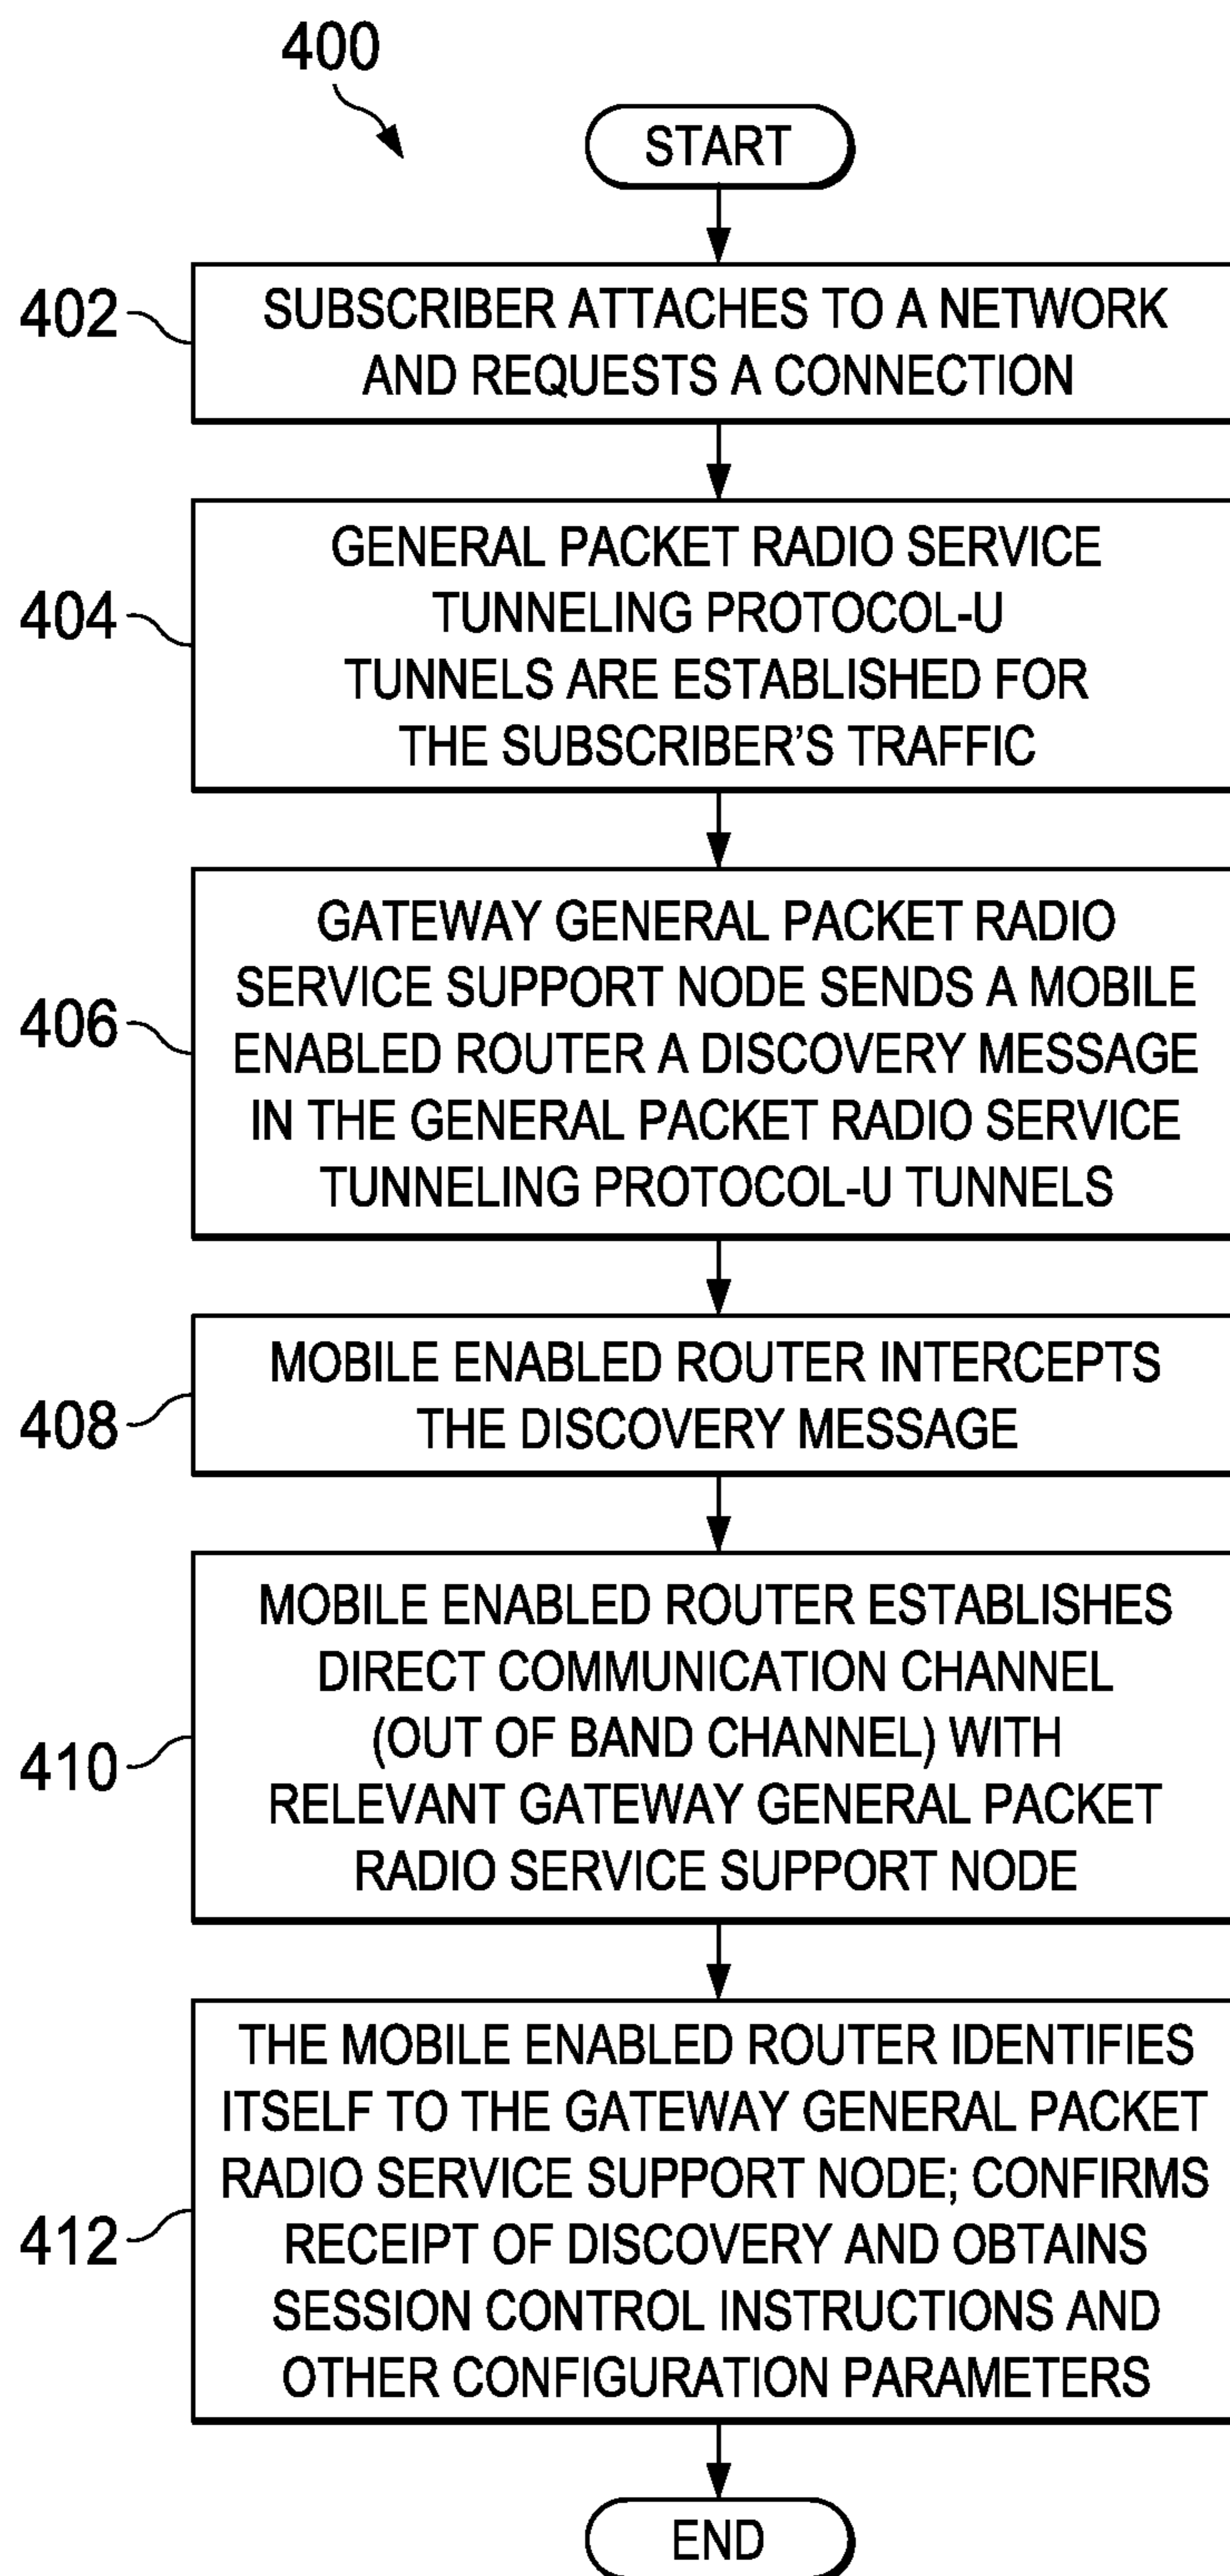 400
START
402
SUBSCRIBER ATTACHES TO A NETWORK
AND REQUESTS A CONNECTION
404
GENERAL PACKET RADIO SERVICE
TUNNELING PROTOCOL-U
TUNNELS ARE ESTABLISHED FOR
THE SUBSCRIBER'S TRAFFIC
406
GATEWAY GENERAL PACKET RADIO
SERVICE SUPPORT NODE SENDS A MOBILE
ENABLED ROUTER A DISCOVERY MESSAGE
IN THE GENERAL PACKET RADIO SERVICE
TUNNELING PROTOCOL-U TUNNELS
408
MOBILE ENABLED ROUTER INTERCEPTS
THE DISCOVERY MESSAGE
410
MOBILE ENABLED ROUTER ESTABLISHES
DIRECT COMMUNICATION CHANNEL
(OUT OF BAND CHANNEL) WITH
RELEVANT GATEWAY GENERAL PACKET
RADIO SERVICE SUPPORT NODE
412
THE MOBILE ENABLED ROUTER IDENTIFIES
ITSELF TO THE GATEWAY GENERAL PACKET
RADIO SERVICE SUPPORT NODE; CONFIRMS
RECEIPT OF DISCOVERY AND OBTAINS
SESSION CONTROL INSTRUCTIONS AND
OTHER CONFIGURATION PARAMETERS
END